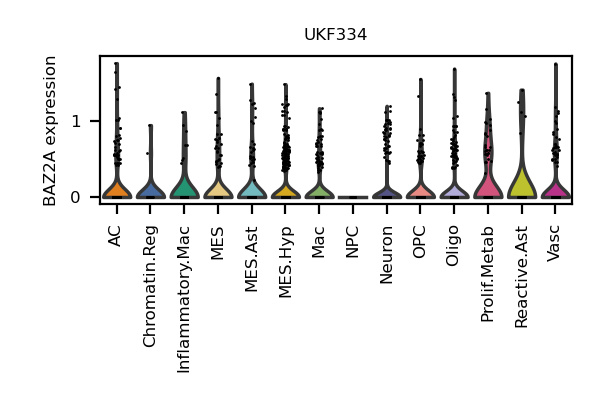 UKF334
BAZ2A expression
1
0
AC
Chromatin.Reg
Inflammatory.Mac
MES
MES.Ast
MES.Hyp
Mac
NPC
Neuron
OPC
Oligo
Prolif.Metab
Reactive.Ast
Vasc